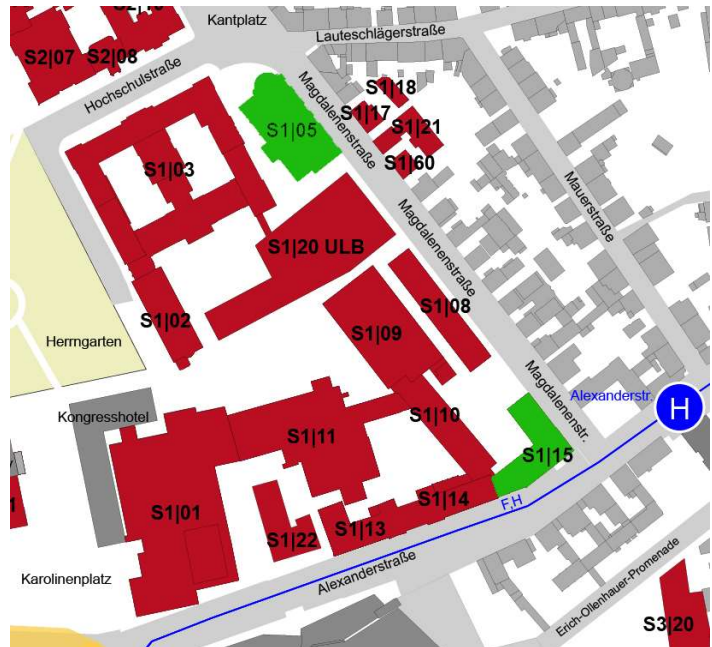 Kantplatz
Lauteschlägerstraße
S2|07
S2|08
Hochschulstraße
Magdalenenstraße
S1|18
S1|17
S1|05
S1|21
S1|03
S1|60
Mauerstraße
Magdalenenstraße
S1|20 ULB
S1|02
S1|08
Herrngarten
S1|09
Magdalenenstr.
Alexanderstr.
H
Kongresshotel
S1|10
S1|11
S1|15
S1|01
S1|14
F,H
S1|13
S1|22
Alexanderstraße
Karolinenplatz
Erich-Ollenhauer-Promenade
S3|20